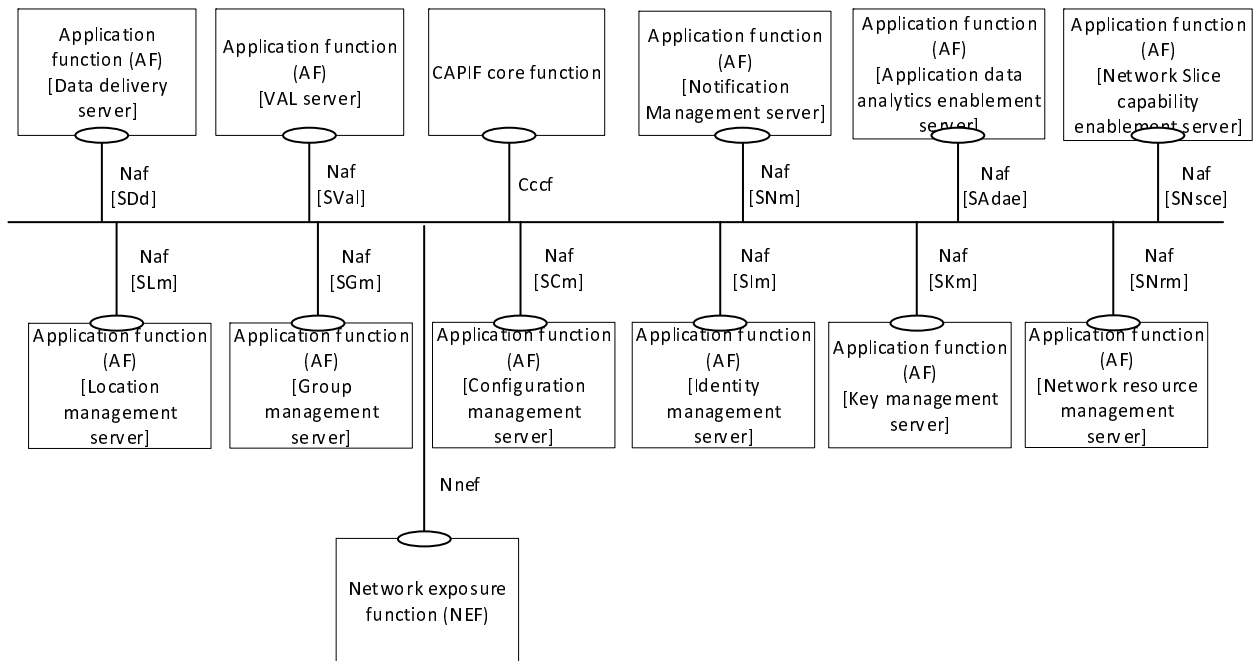 Application
function (AF)
[Data delivery
server]
Application function
(AF)
[VAL server]
CAPIF core function
Application function
(AF)
[Notification
Management server]
Application function
(AF)
[Application data
analytics enablement
server]
Application function
(AF)
[Network Slice
capability
enablement server]
Naf
[SDd]
Naf
[SVal]
Cccf
Naf
[SNm]
Naf
[SAdae]
Naf
[SNsce]
Naf
[SLm]
Naf
[SGm]
Naf
[SCm]
Naf
[SIm]
Naf
[SKm]
Naf
[SNrm]
Application function
(AF)
[Location
management
server]
Application function
(AF)
[Group
management
server]
Application function
(AF)
[Configuration
management
server]
Application function
(AF)
[Identity
management
server]
Application function
(AF)
[Key management
server]
Application function
(AF)
[Network resource
management
server]
Nnef
Network exposure
function (NEF)